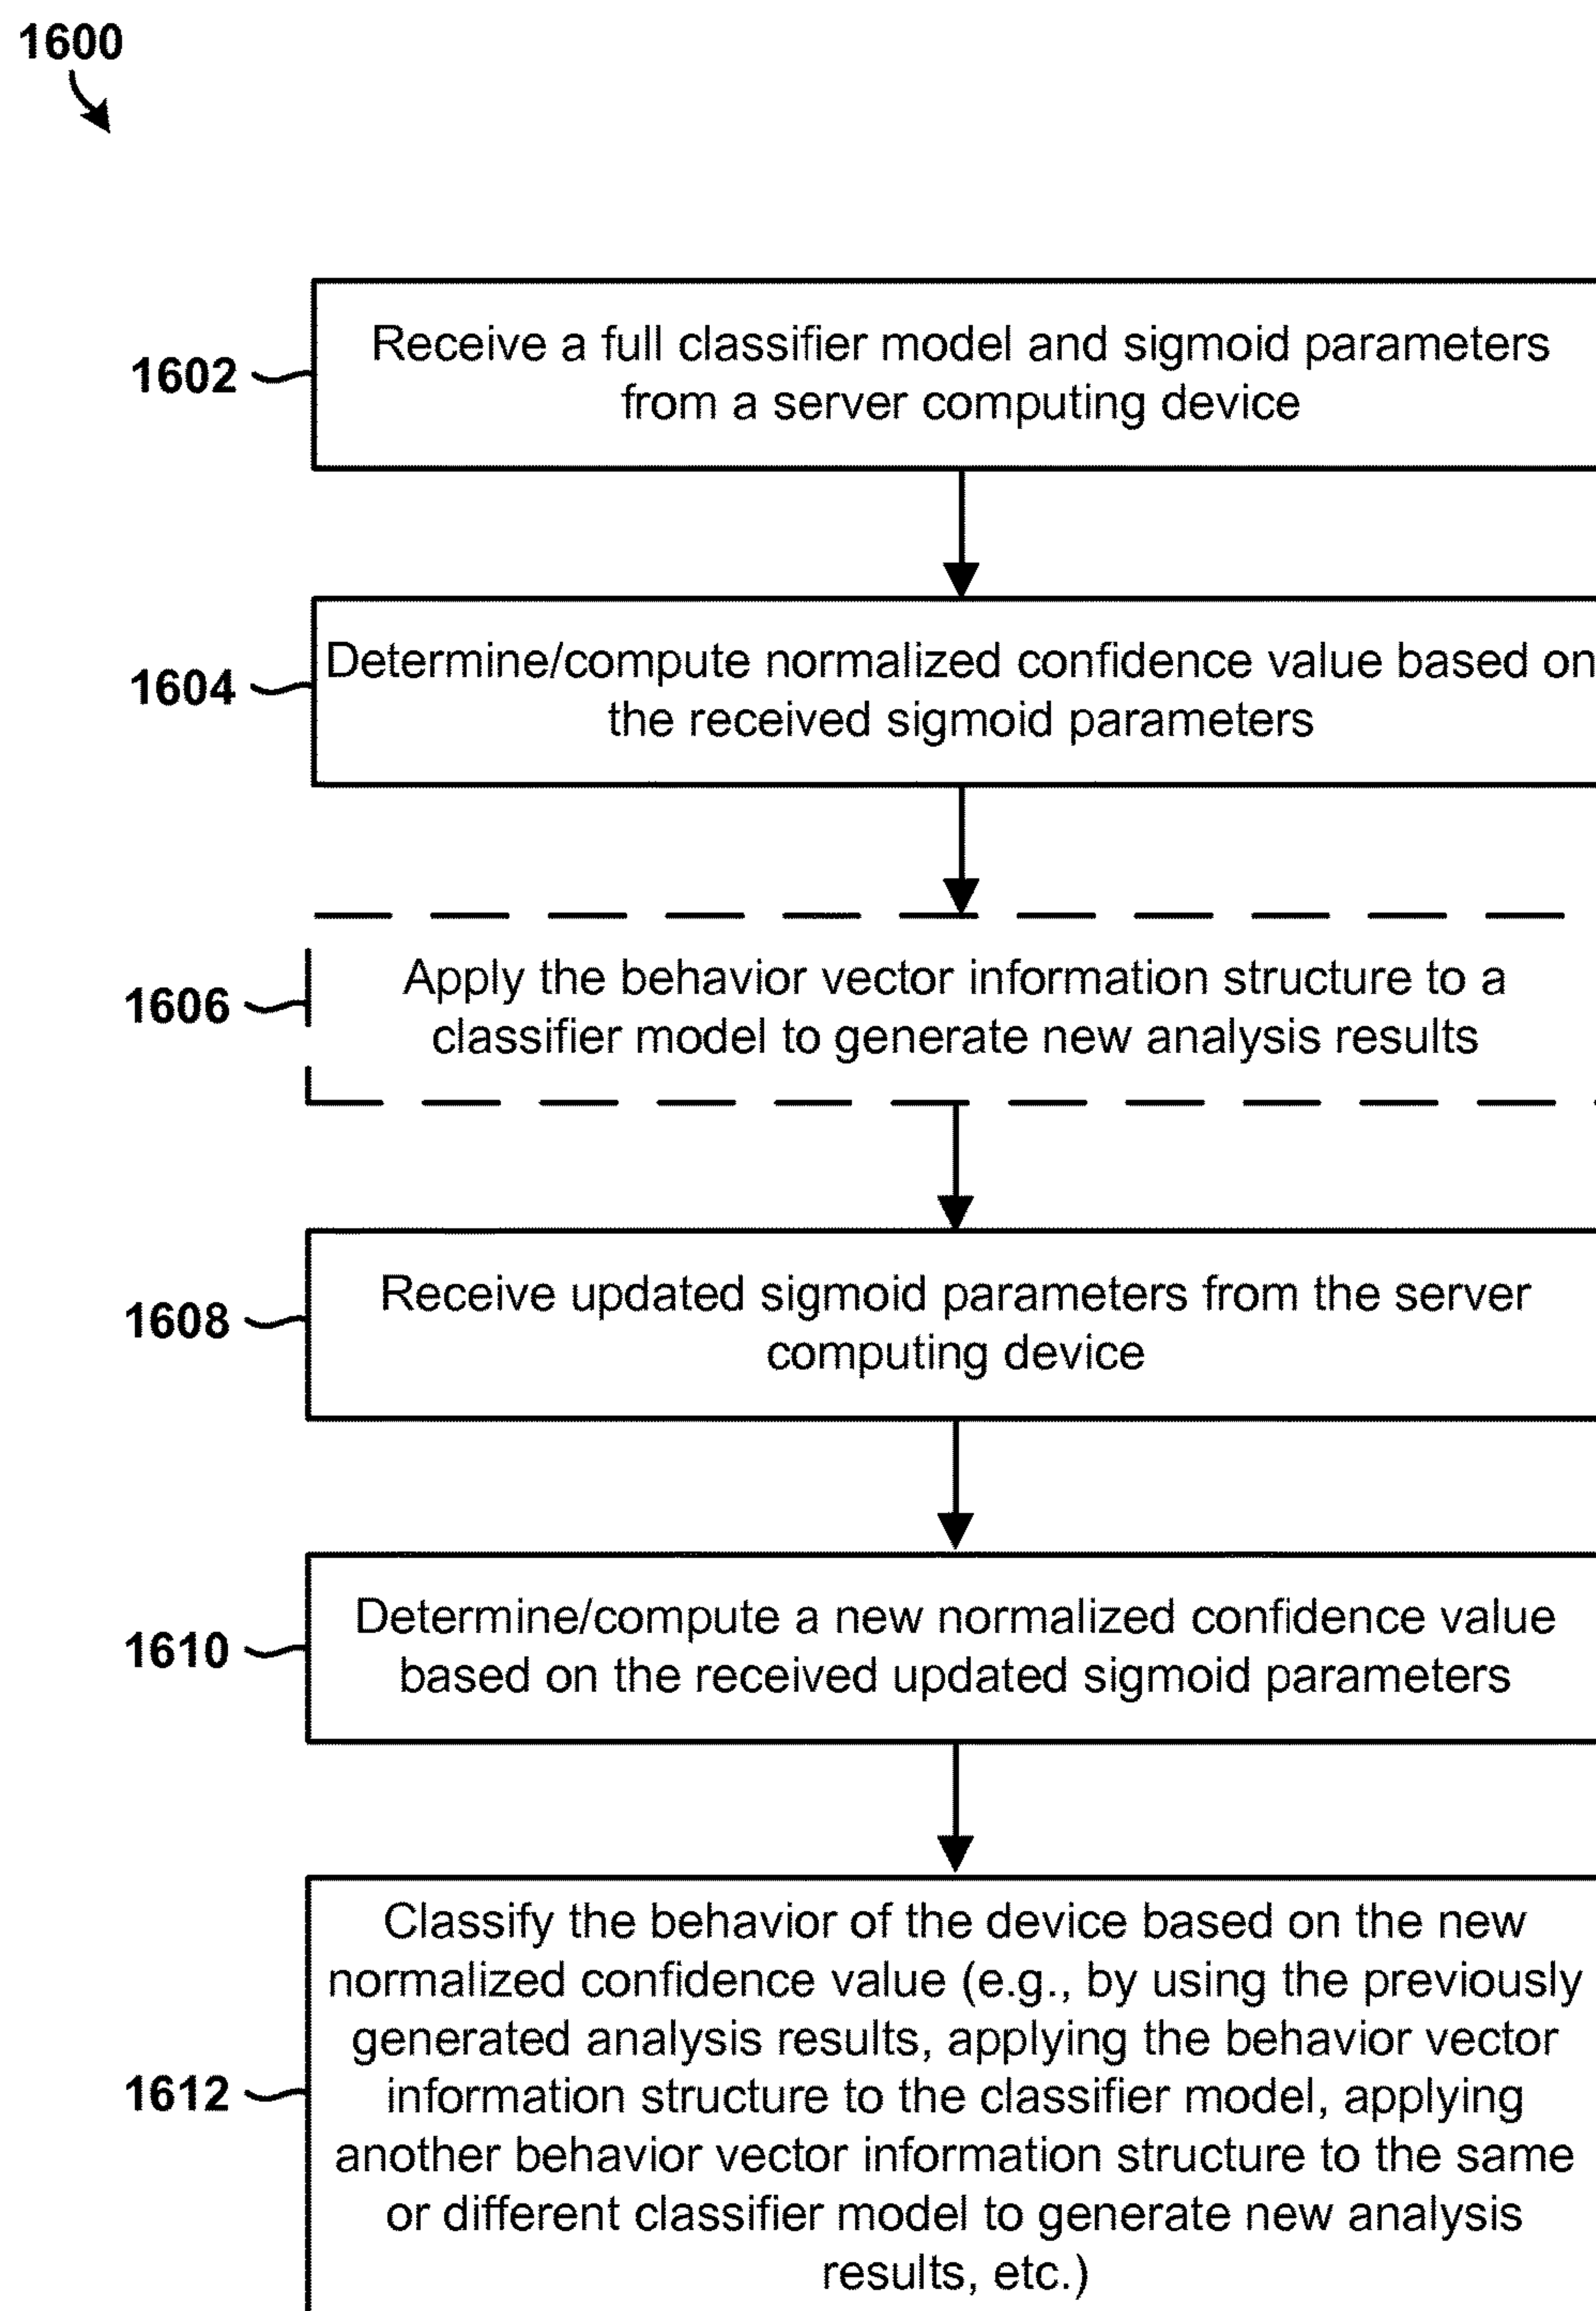 1600
1602
Receive a full classifier model and sigmoid parameters
from a server computing device
1604
Determine/compute normalized confidence value based on
the received sigmoid parameters
1606
Apply the behavior vector information structure to a
classifier model to generate new analysis results
1608
Receive updated sigmoid parameters from the server
computing device
1610
Determine/compute a new normalized confidence value
based on the received updated sigmoid parameters
1612
Classify the behavior of the device based on the new
normalized confidence value (e.g., by using the previously
generated analysis results, applying the behavior vector
information structure to the classifier model, applying
another behavior vector information structure to the same
or different classifier model to generate new analysis
results, etc.)